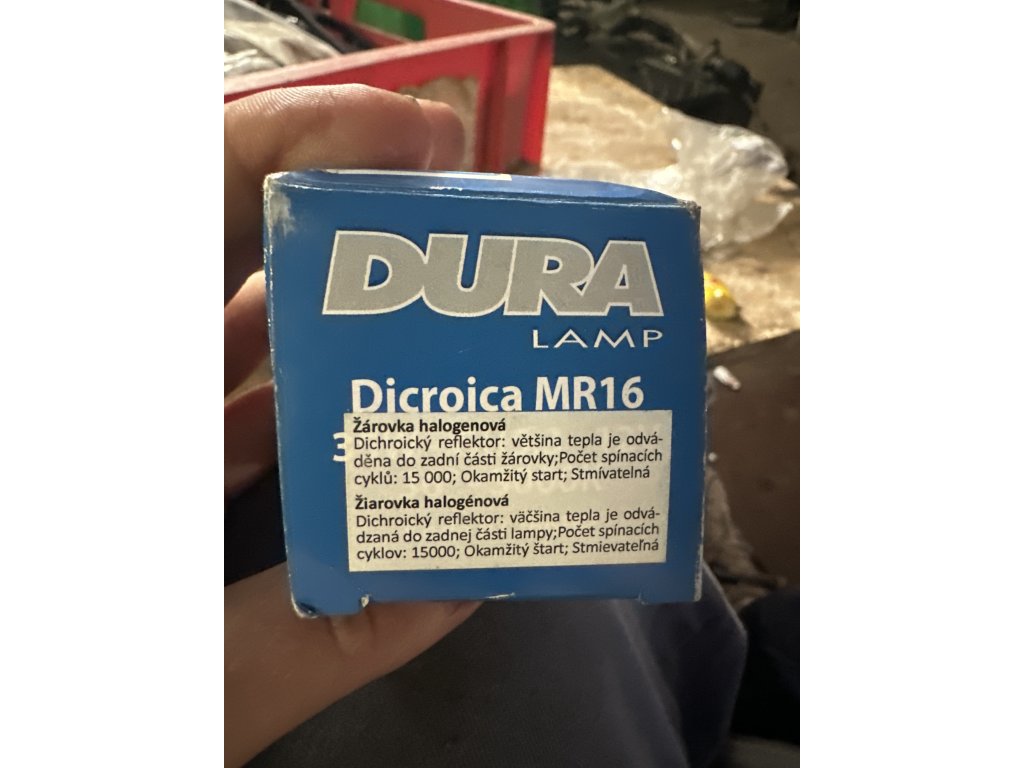 DURA
LAMP
Dicroica MR16
3
Žárovka halogenová
Dichroický reflektor: většina tepla je odvá-
děna do zadní části žárovky;Počet spínacích
cyklů: 15 000; Okamžitý start; Stmívatelná
Žiarovka halogénová
Dichroický reflektor: väčšina tepla je odvá-
dzaná do zadnej části lampy;Počet spínacích
cyklov: 15000; Okamžitý štart; Stmievateľná